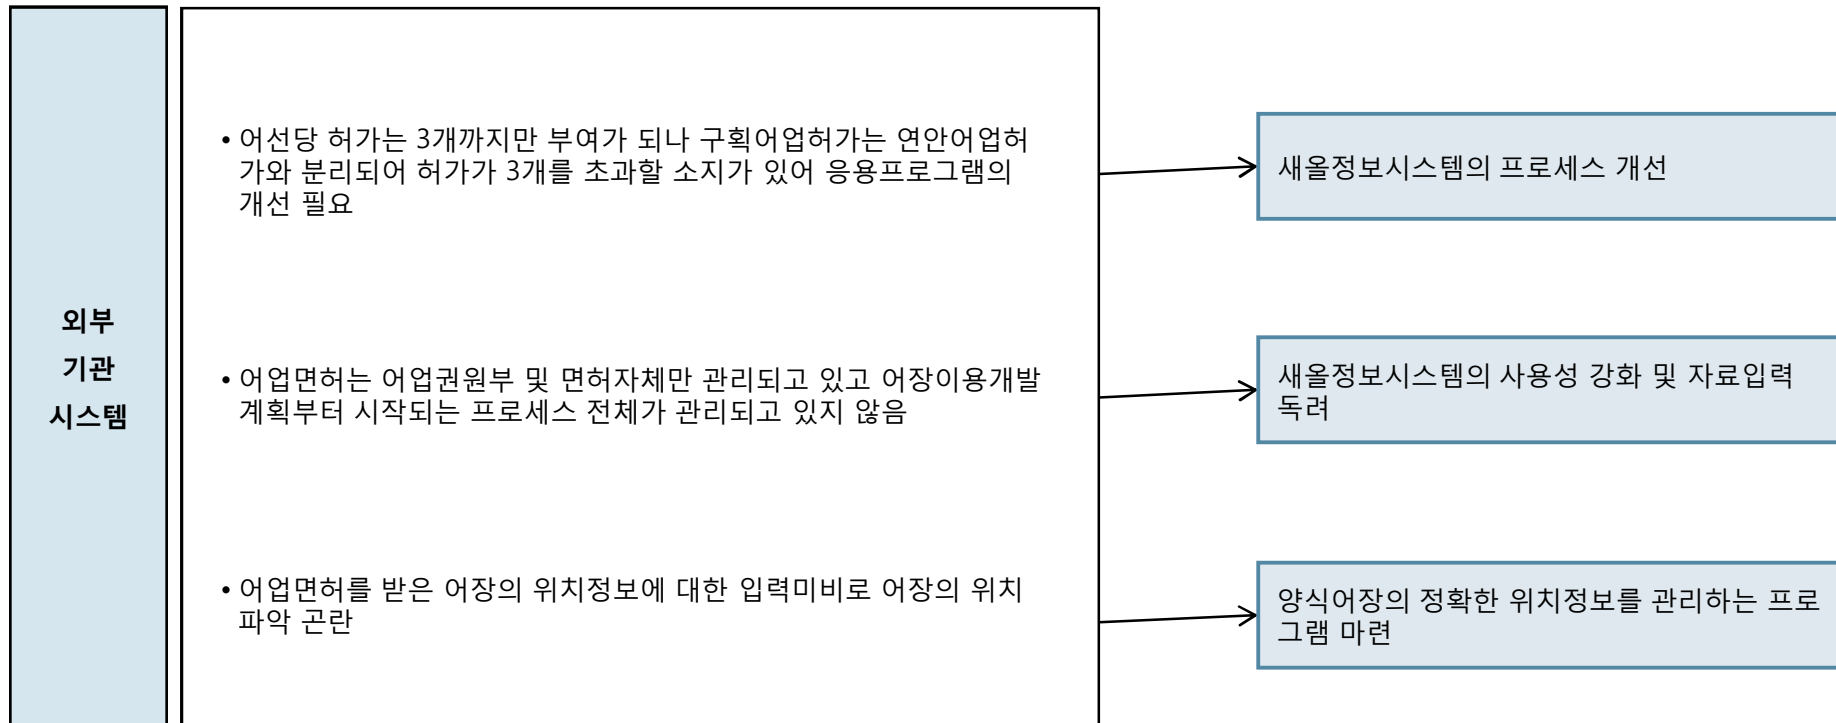 외부
기관
시스템
• 어선당 허가는 3개까지만 부여가 되나 구획어업허가는 연안어업허
가와 분리되어 허가가 3개를 초과할 소지가 있어 응용프로그램의
개선 필요
새올정보시스템의 프로세스 개선
• 어업면허는 어업권원부 및 면허자체만 관리되고 있고 어장이용개발
계획부터 시작되는 프로세스 전체가 관리되고 있지 않음
새올정보시스템의 사용성 강화 및 자료입력
독려
• 어업면허를 받은 어장의 위치정보에 대한 입력미비로 어장의 위치
파악 곤란
양식어장의 정확한 위치정보를 관리하는 프로
그램 마련